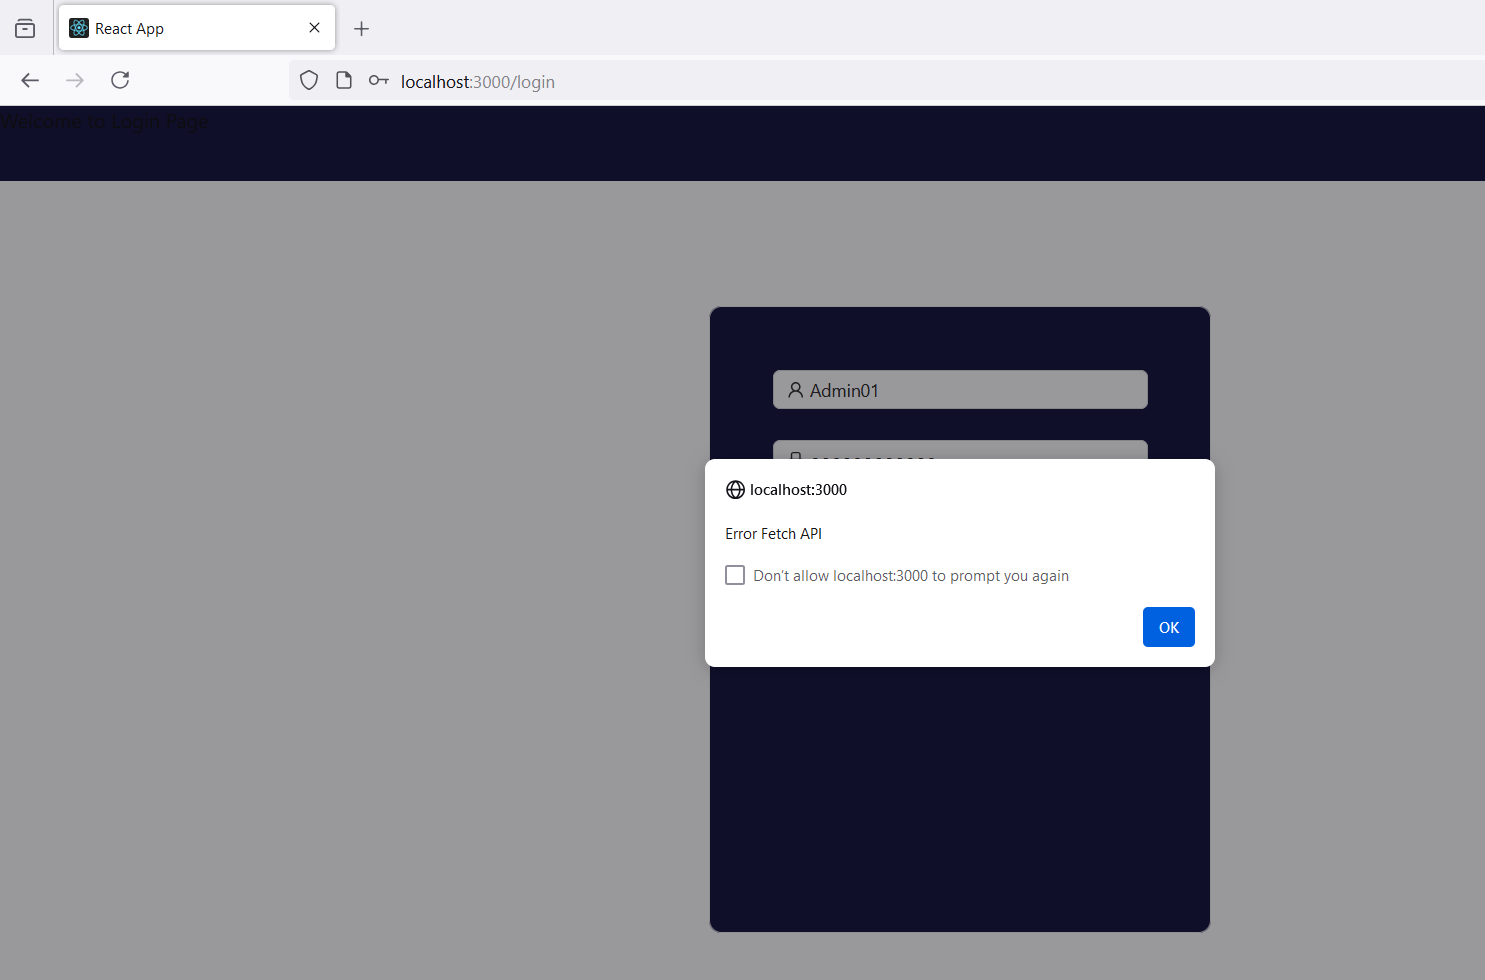 React App
localhost:3000/login
Welcome to Login Page
Admin01
localhost:3000
Error Fetch API
Don't allow localhost:3000 to prompt you again
OK